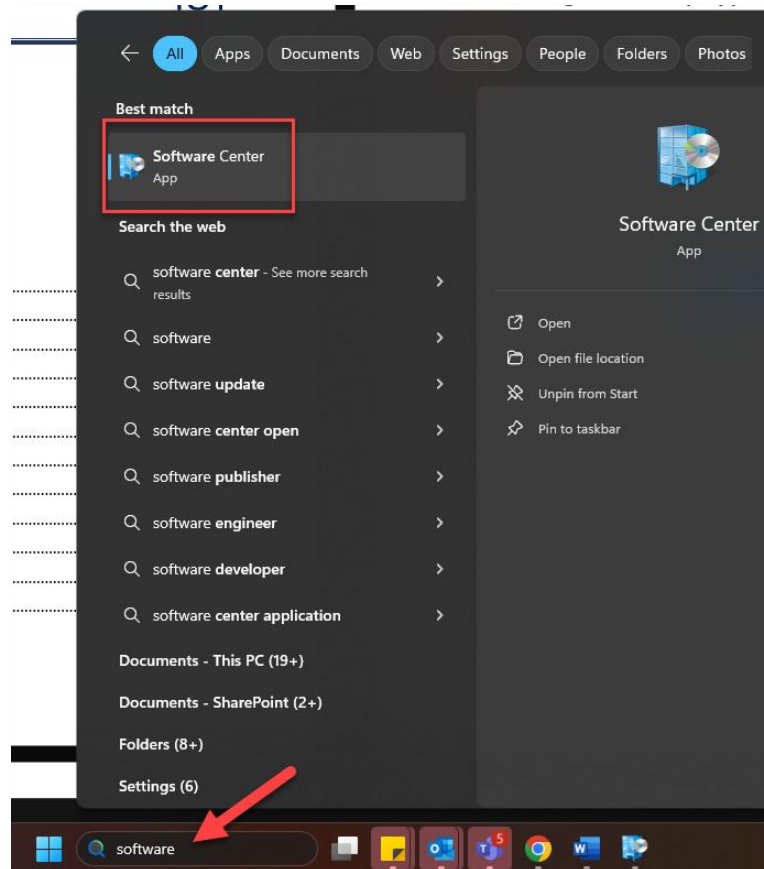 All Apps Documents Web Settings People Folders Photos
Best match
Software Center
App
Software Center
App
Search the web
software center - See more search
results
software
software update
software center open
software publisher
software engineer
software developer
software center application
Open
Open file location
Unpin from Start
Pin to taskbar
Documents - This PC (19+)
Documents - SharePoint (2+)
Folders (8+)
Settings (6)
software
5